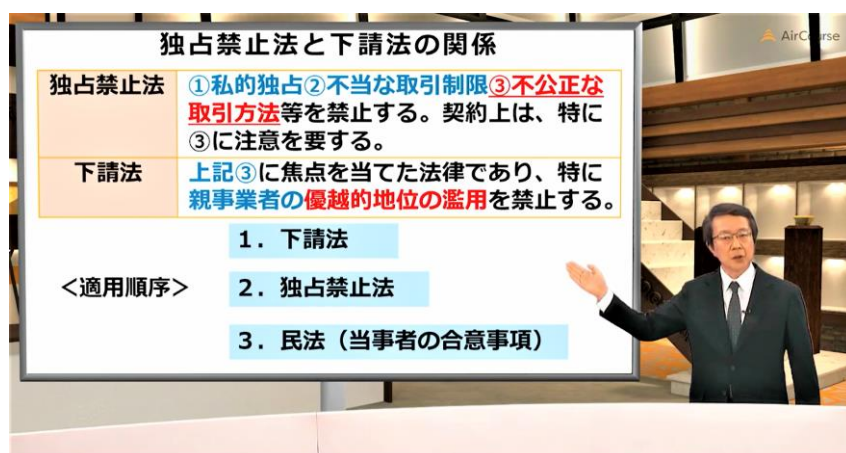 独占禁止法と下請法の関係
AirCourse
独占禁止法
①私的独占②不当な取引制限③不公正な
取引方法等を禁止する。契約上は、特に
③に注意を要する。
下請法
上記③に焦点を当てた法律であり、特に
親事業者の優越的地位の濫用を禁止する。
<適用順序>
1．下請法
2．独占禁止法
3．民法（当事者の合意事項）